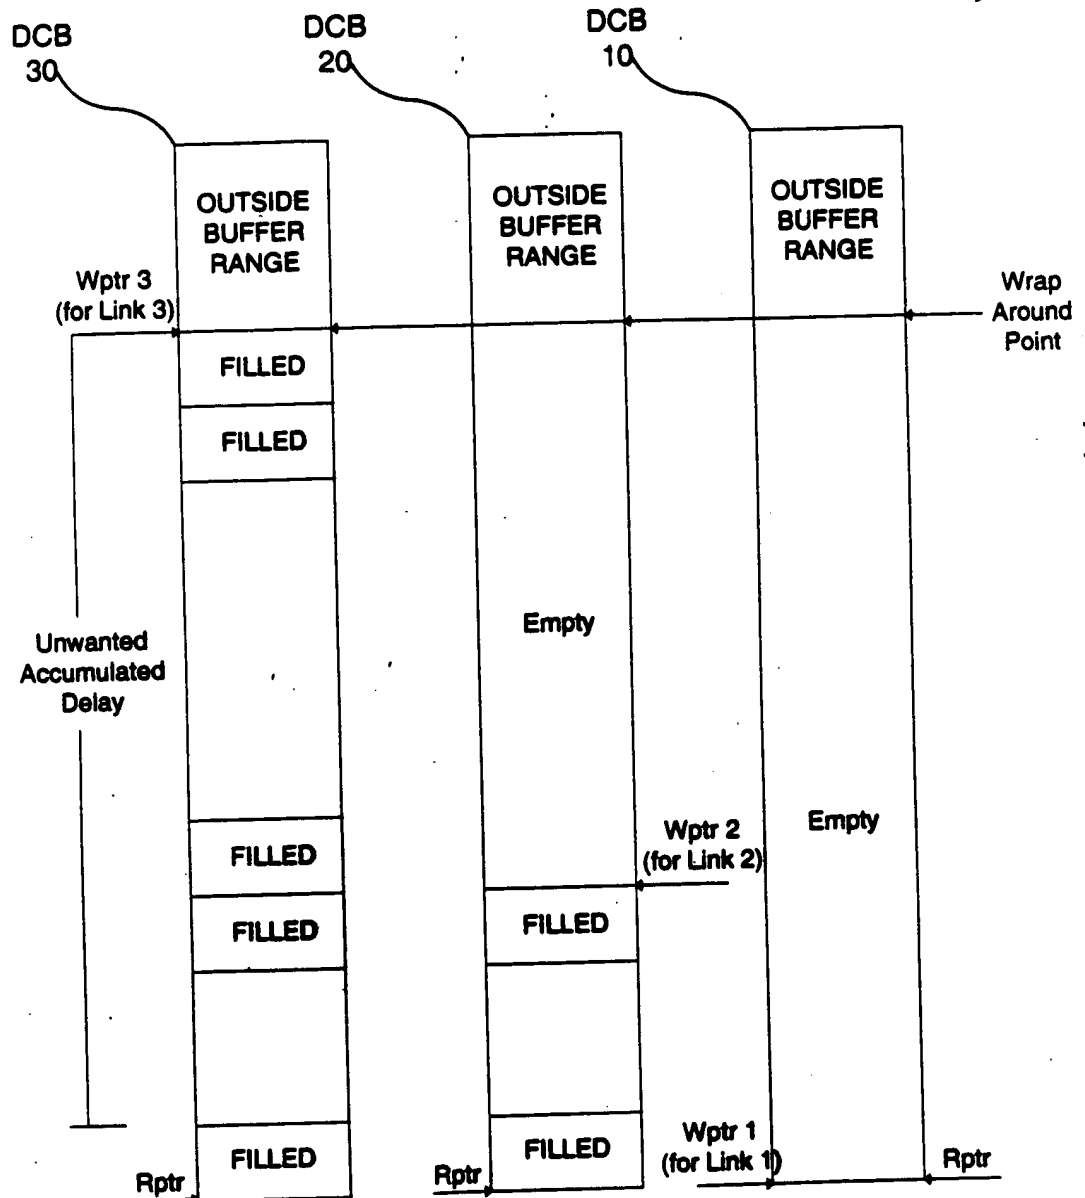 DCB
30
DCB
20
DCB
10
OUTSIDE
BUFFER
RANGE
OUTSIDE
BUFFER
RANGE
OUTSIDE
BUFFER
RANGE
Wptr 3
(for Link 3)
Wrap
Around
Point
FILLED
FILLED
Unwanted
Accumulated
Delay
Empty
Empty
FILLED
FILLED
Wptr 2
(for Link 2)
FILLED
FILLED
Rptr
FILLED
Rptr
Wptr 1
(for Link 1)
Rptr